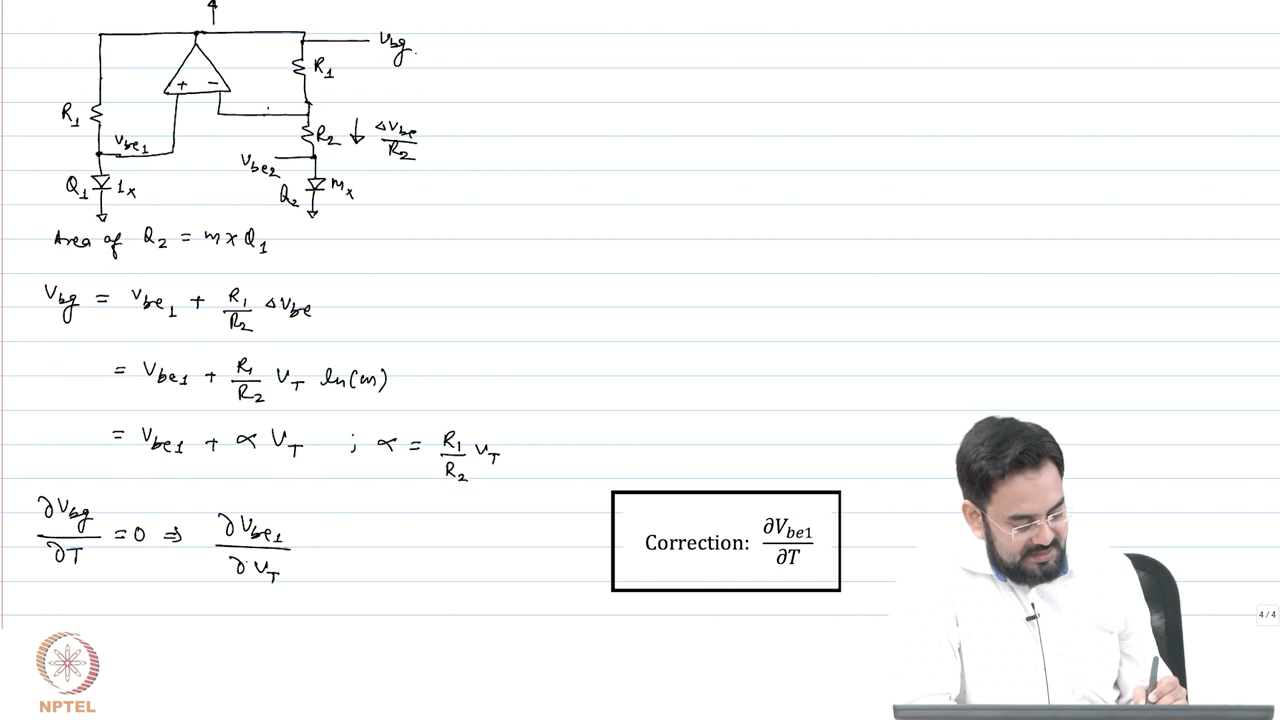 Vbg.
+ −
R1
R1
Vbe1
R2 ↓ ΔVbe/R2
Vbe2
Q1 1x
Q2 mx
Area of Q2 = m x Q1
Vbg = Vbe1 + R1/R2 ΔVbe
= Vbe1 + R1/R2 VT ln(m)
= Vbe1 + ∝ VT ; ∝ = R1/R2 VT
∂Vbg/∂T = 0 ⇒ ∂Vbe1/∂VT
Correction: ∂Vbe1/∂T
4 / 4
NPTEL